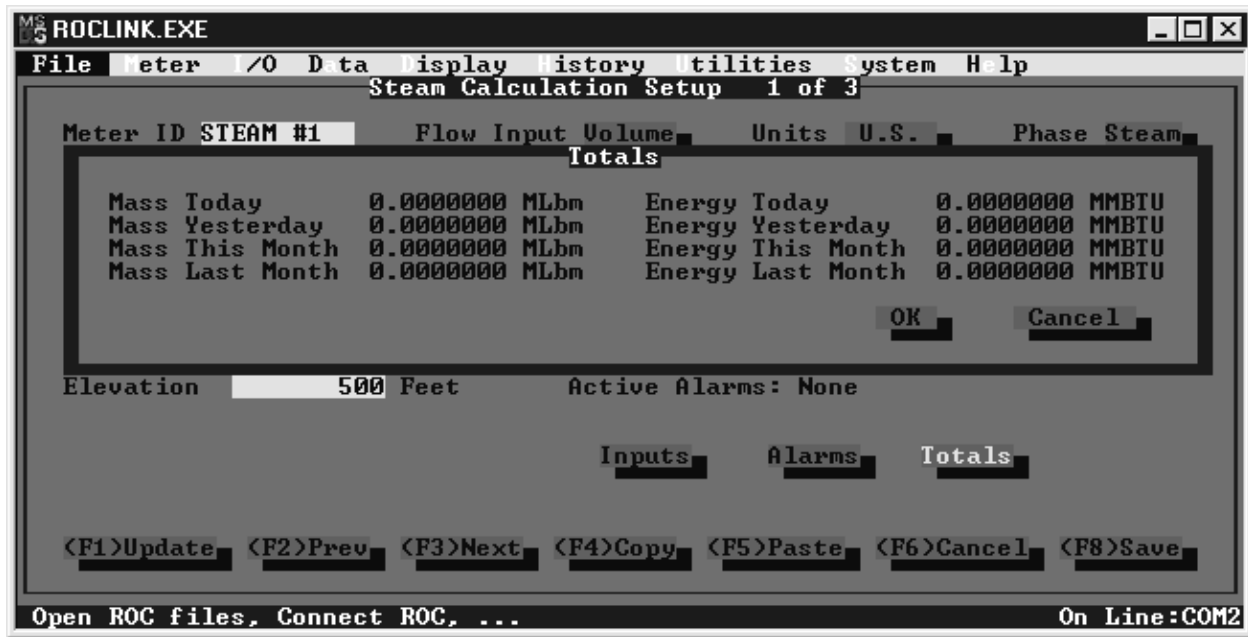 MS
DS ROCLINK.EXE
File Meter I/O Data Display History Utilities System Help
Steam Calculation Setup 1 of 3
Meter ID STEAM #1 Flow Input Volume Units U.S. Phase Steam
Totals
Mass Today 0.0000000 MLbm Energy Today 0.0000000 MMBTU
Mass Yesterday 0.0000000 MLbm Energy Yesterday 0.0000000 MMBTU
Mass This Month 0.0000000 MLbm Energy This Month 0.0000000 MMBTU
Mass Last Month 0.0000000 MLbm Energy Last Month 0.0000000 MMBTU
OK Cancel
Elevation 500 Feet Active Alarms: None
Inputs Alarms Totals
(F1)Update (F2)Prev (F3)Next (F4)Copy (F5)Paste (F6)Cancel (F8)Save
Open ROC files, Connect ROC, ... On Line:COM2